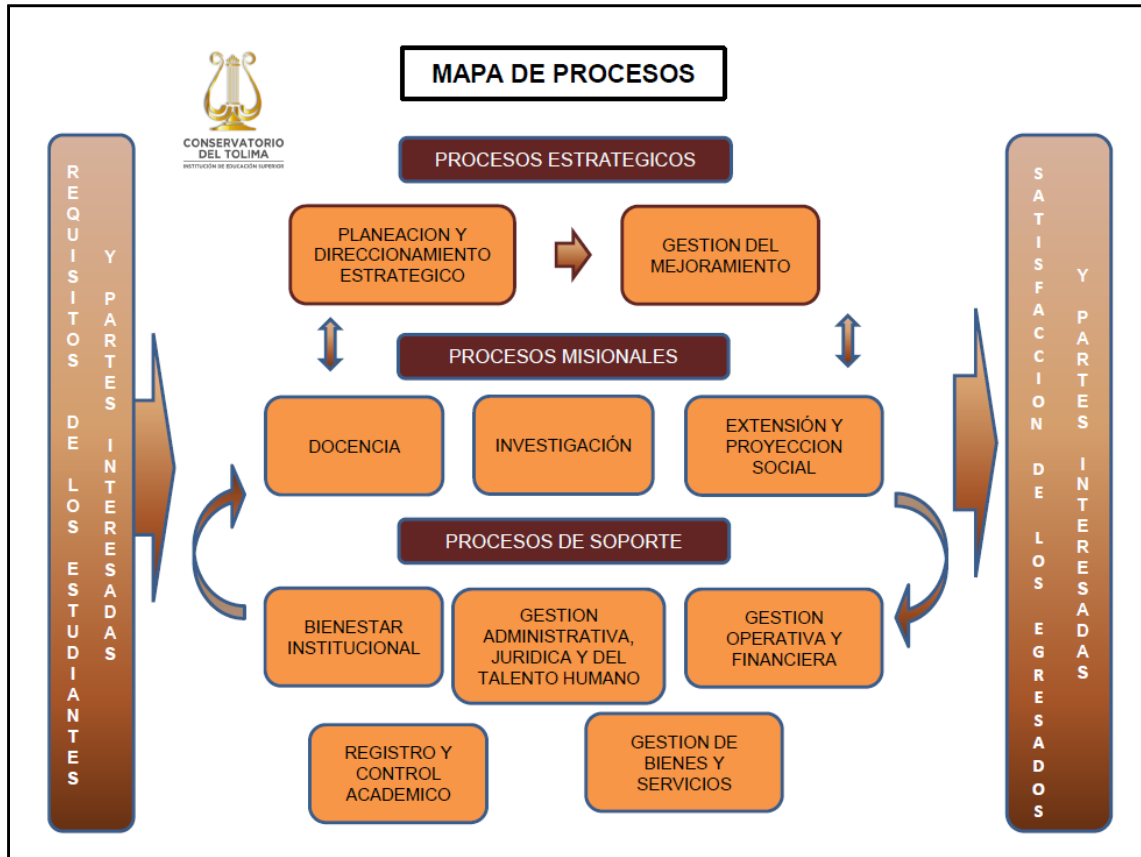 MAPA DE PROCESOS
CONSERVATORIO
DEL TOLIMA
INSTITUCIÓN DE EDUCACIÓN SUPERIOR
REQUISITOS DE LOS ESTUDIANTES
Y PARTES INTERESADAS
PROCESOS ESTRATEGICOS
PLANEACION Y
DIRECCIONAMIENTO
ESTRATEGICO
GESTION DEL
MEJORAMIENTO
PROCESOS MISIONALES
DOCENCIA
INVESTIGACIÓN
EXTENSIÓN Y
PROYECCION
SOCIAL
PROCESOS DE SOPORTE
BIENESTAR
INSTITUCIONAL
GESTION
ADMINISTRATIVA,
JURIDICA Y DEL
TALENTO HUMANO
GESTION
OPERATIVA Y
FINANCIERA
REGISTRO Y
CONTROL
ACADEMICO
GESTION DE
BIENES Y
SERVICIOS
SATISFACCION DE LOS EGRESADOS
Y PARTES INTERESADAS